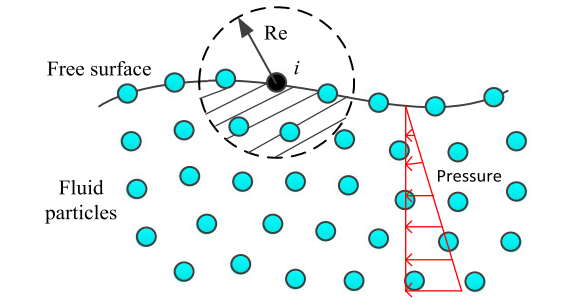 Re
i
Free surface
Pressure
Fluid
particles